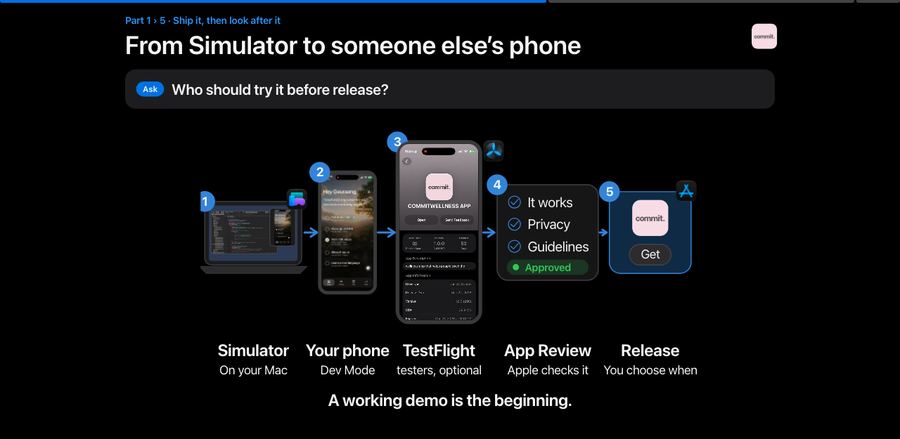 Part 1 › 5 · Ship it, then look after it
From Simulator to someone else’s phone
commit.
Ask Who should try it before release?
1
2
3
4
5
commit.
COMMITWELLNESS APP
Open
It works
Privacy
Guidelines
Approved
commit.
Get
Simulator
On your Mac
Your phone
Dev Mode
TestFlight
testers, optional
App Review
Apple checks it
Release
You choose when
A working demo is the beginning.